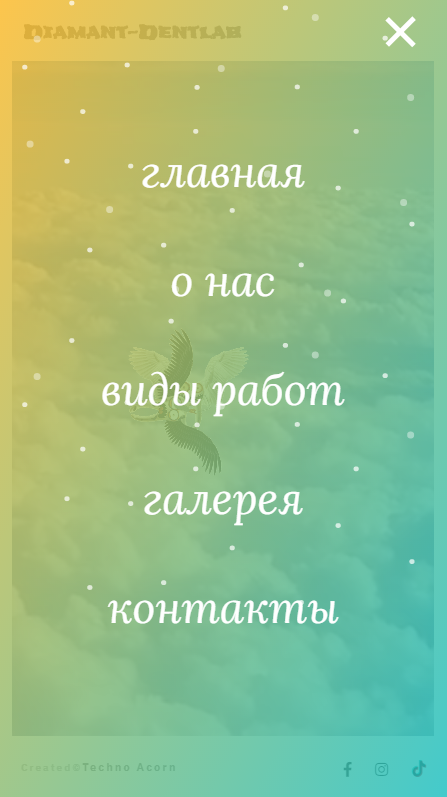 Diamant-Dentlab
главная
о нас
виды работ
галерея
контакты
Created©Techno Acorn